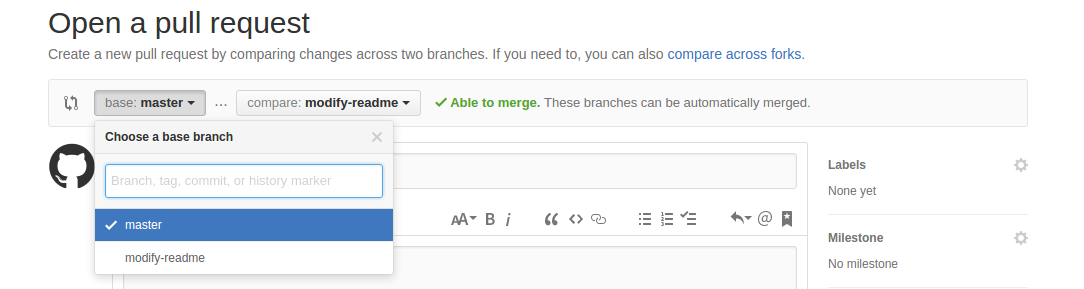 Open a pull request
Create a new pull request by comparing changes across two branches. If you need to, you can also compare across forks.
base: master ... compare: modify-readme Able to merge. These branches can be automatically merged.
Choose a base branch
Branch, tag, commit, or history marker
master
modify-readme
AA B i “ <> @
Labels
None yet
Milestone
No milestone